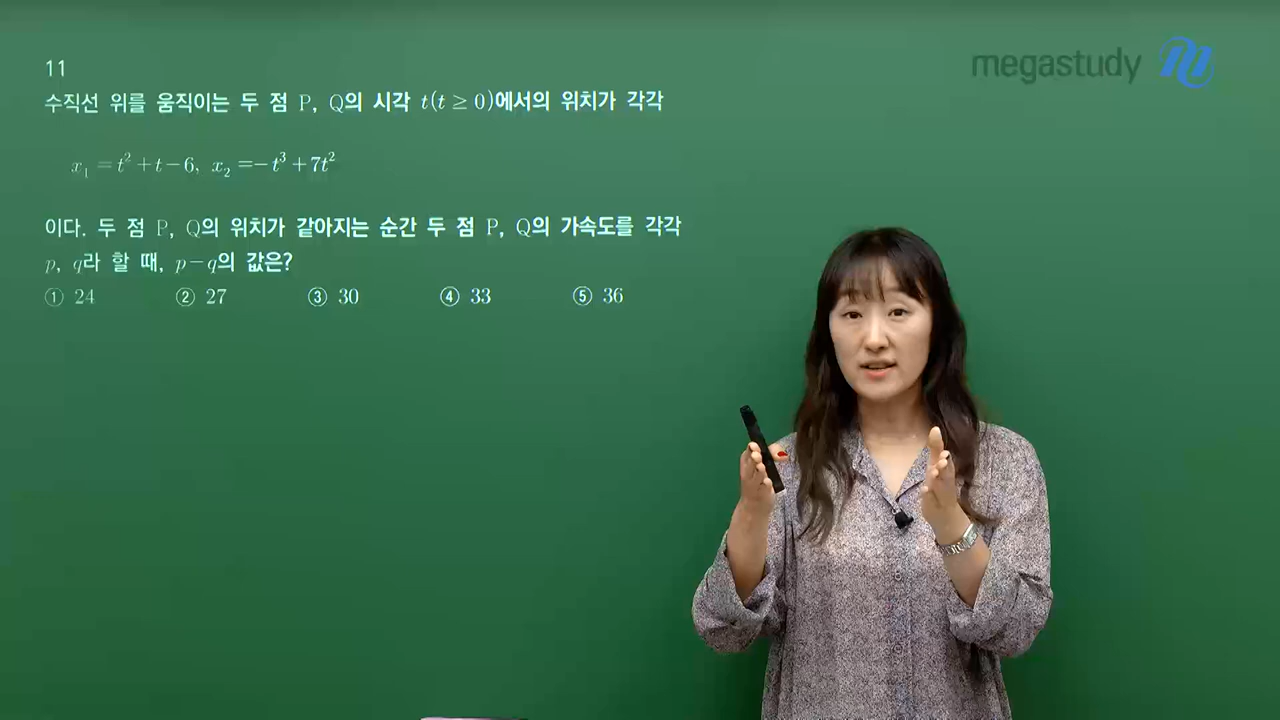 megastudy
11
수직선 위를 움직이는 두 점 P, Q의 시각 t(t ≥ 0)에서의 위치가 각각
x₁ = t² + t − 6, x₂ = −t³ + 7t²
이다. 두 점 P, Q의 위치가 같아지는 순간 두 점 P, Q의 가속도를 각각
p, q라 할 때, p − q의 값은?
① 24 ② 27 ③ 30 ④ 33 ⑤ 36